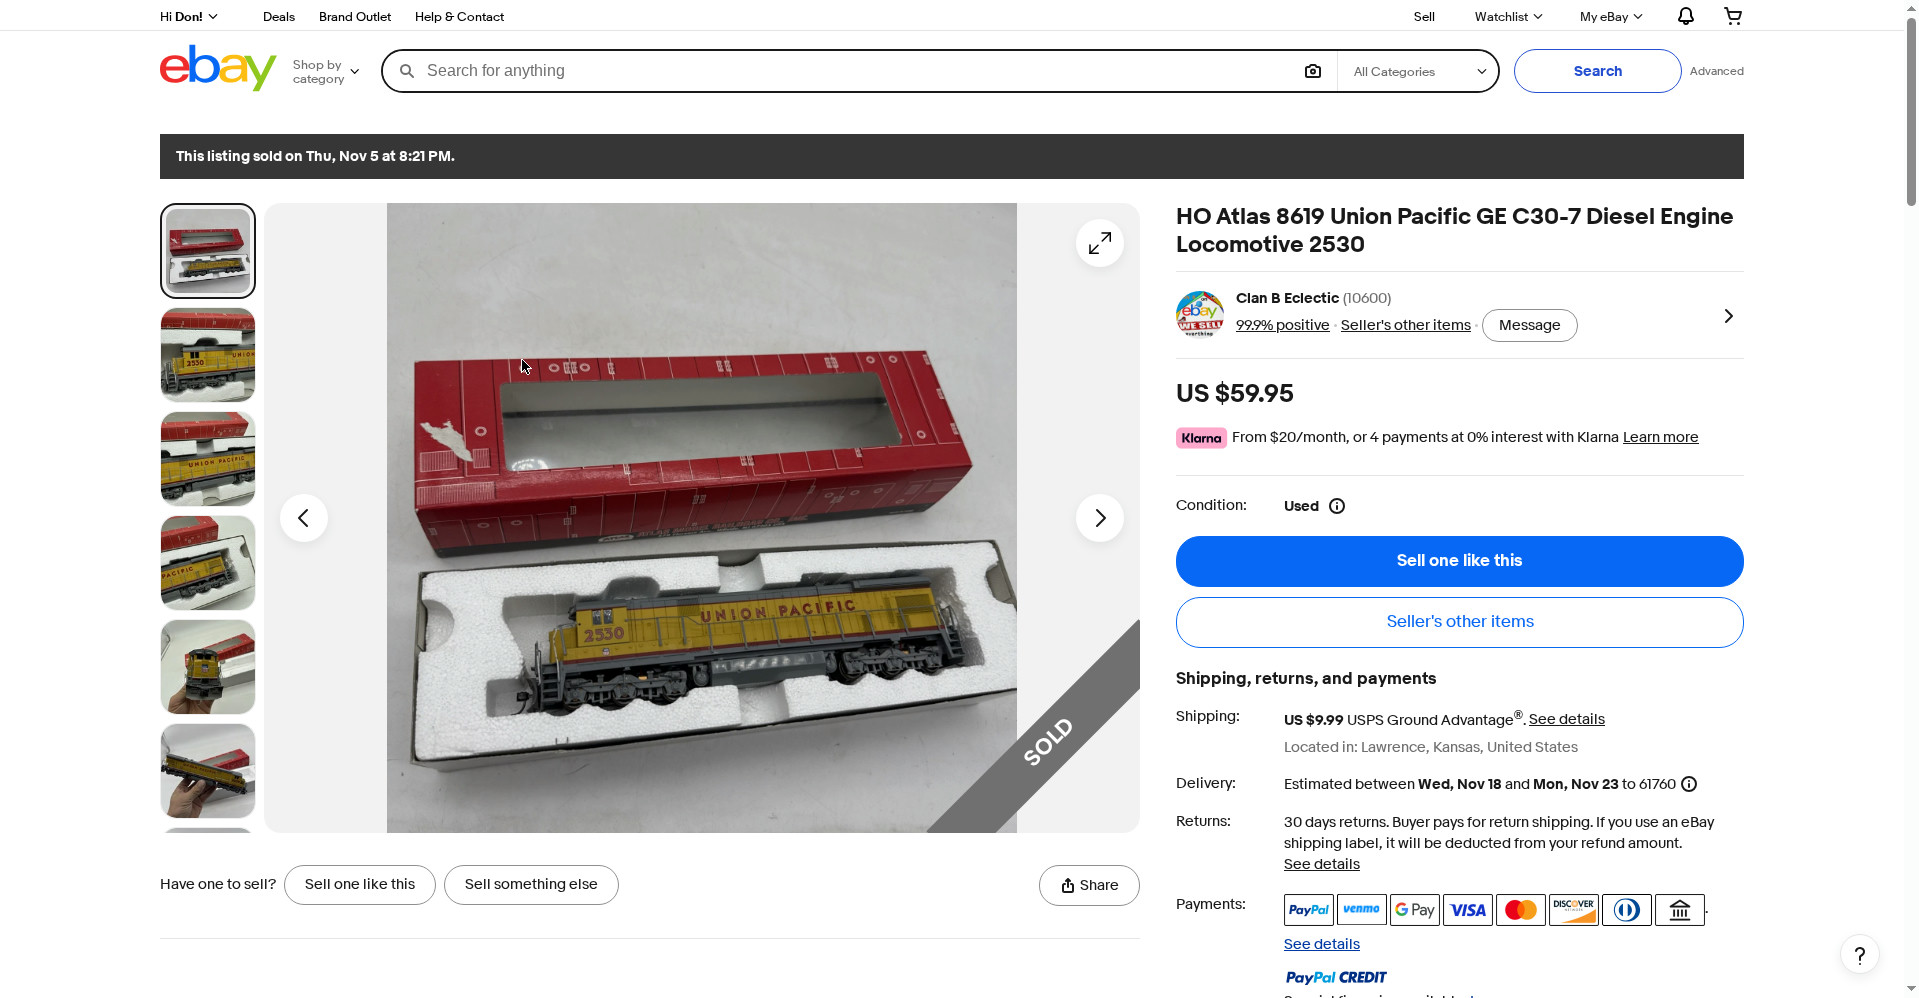 Hi Don!
Deals
Brand Outlet
Help & Contact
Sell
Watchlist
My eBay
ebay
Shop by category
Search for anything
All Categories
Search
Advanced
This listing sold on Thu, Nov 5 at 8:21 PM.
HO Atlas 8619 Union Pacific GE C30-7 Diesel Engine
Locomotive 2530
ebay
WE SELL
Clan B Eclectic (10600)
99.9% positive · Seller's other items · Message
US $59.95
Klarna From $20/month, or 4 payments at 0% interest with Klarna Learn more
Condition: Used
Sell one like this
Seller's other items
Shipping, returns, and payments
Shipping: US $9.99 USPS Ground Advantage®. See details
Located in: Lawrence, Kansas, United States
Delivery: Estimated between Wed, Nov 18 and Mon, Nov 23 to 61760
Returns: 30 days returns. Buyer pays for return shipping. If you use an eBay
shipping label, it will be deducted from your refund amount.
See details
Payments: PayPal venmo G Pay VISA DISCOVER
See details
PayPal CREDIT
UNION PACIFIC
2530
SOLD
2530
UNION
UNION PACIFIC
PACIFIC
Have one to sell? Sell one like this Sell something else
Share
?